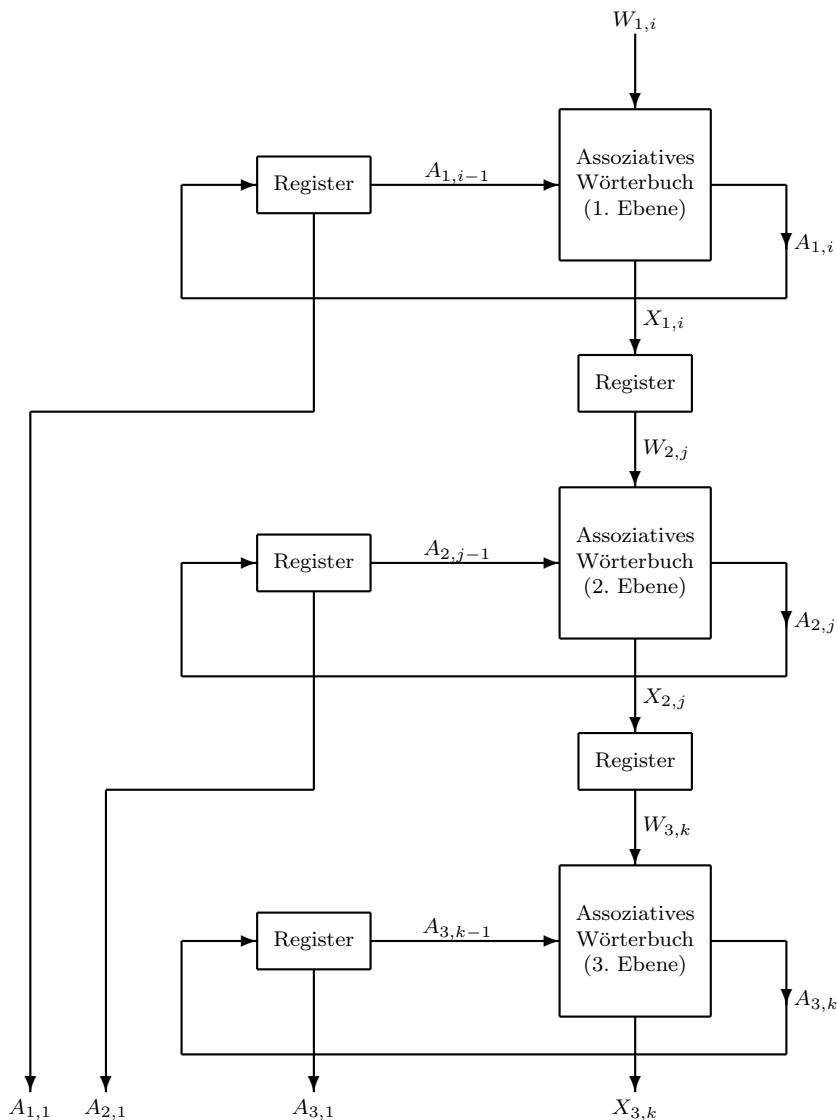 W_{1,i}
Register
A_{1,i−1}
Assoziatives
Wörterbuch
(1. Ebene)
A_{1,i}
X_{1,i}
Register
W_{2,j}
Register
A_{2,j−1}
Assoziatives
Wörterbuch
(2. Ebene)
A_{2,j}
X_{2,j}
Register
W_{3,k}
Register
A_{3,k−1}
Assoziatives
Wörterbuch
(3. Ebene)
A_{3,k}
A_{1,1}
A_{2,1}
A_{3,1}
X_{3,k}